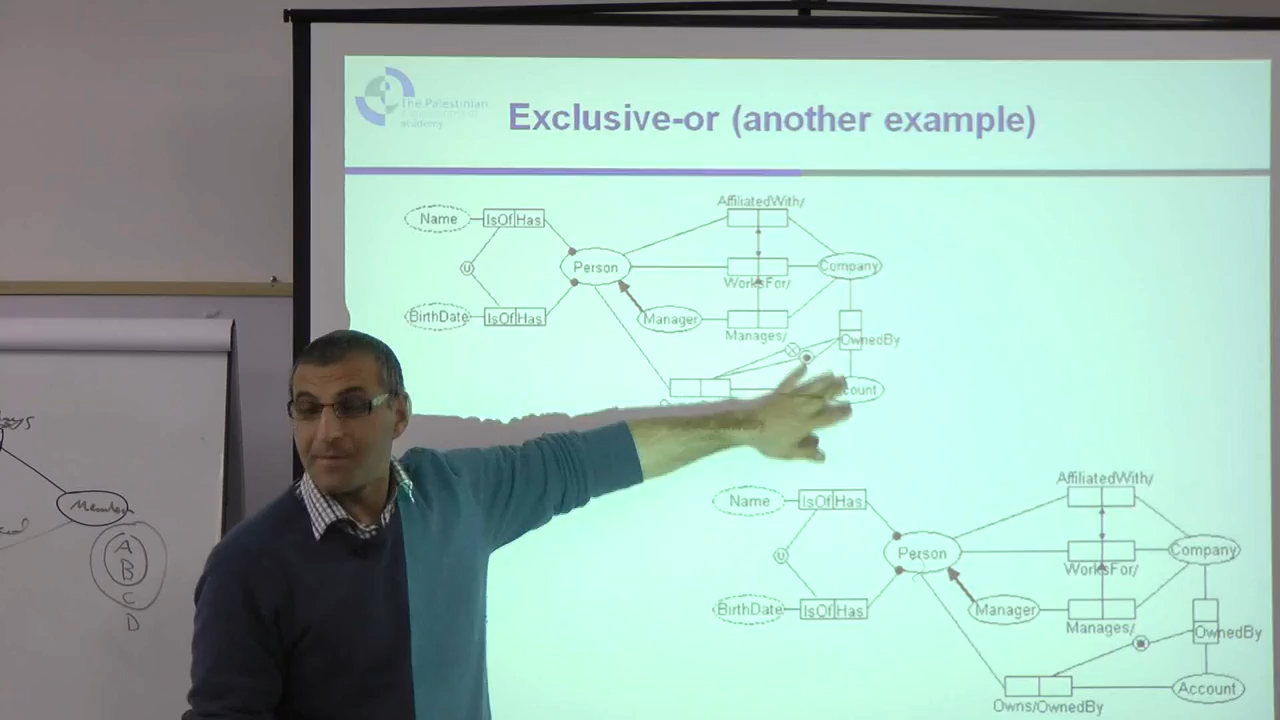 The Palestinian
academy
Exclusive-or (another example)
AffiliatedWith/
Name
IsOf Has
Person
Company
WorksFor/
U
BirthDate
IsOf Has
Manager
Manages/
OwnedBy
AffiliatedWith/
Name
IsOf Has
Person
Company
WorksFor/
U
BirthDate
IsOf Has
Manager
Manages/
OwnedBy
Account
Owns/OwnedBy
Member
A
B
C
D